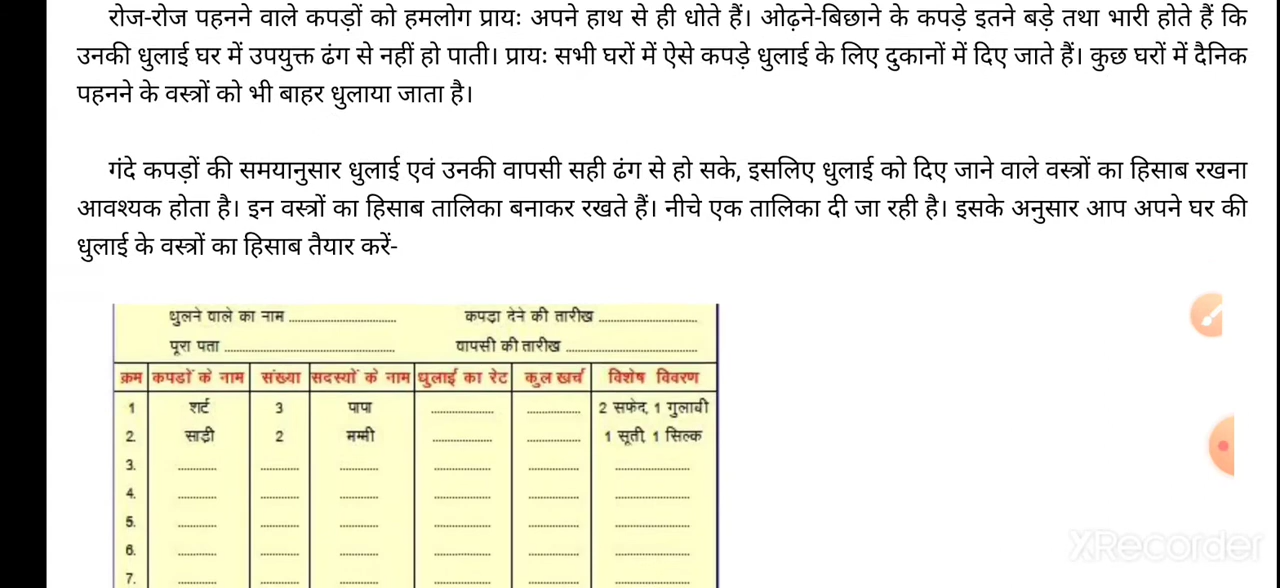 रोज-रोज पहनने वाले कपड़ों को हमलोग प्रायः अपने हाथ से ही धोते हैं। ओढ़ने-बिछाने के कपड़े इतने बड़े तथा भारी होते हैं कि
उनकी धुलाई घर में उपयुक्त ढंग से नहीं हो पाती। प्रायः सभी घरों में ऐसे कपड़े धुलाई के लिए दुकानों में दिए जाते हैं। कुछ घरों में दैनिक
पहनने के वस्त्रों को भी बाहर धुलाया जाता है।
गंदे कपड़ों की समयानुसार धुलाई एवं उनकी वापसी सही ढंग से हो सके, इसलिए धुलाई को दिए जाने वाले वस्त्रों का हिसाब रखना
आवश्यक होता है। इन वस्त्रों का हिसाब तालिका बनाकर रखते हैं। नीचे एक तालिका दी जा रही है। इसके अनुसार आप अपने घर की
धुलाई के वस्त्रों का हिसाब तैयार करें-
धुलने वाले का नाम ........................ कपड़ा देने की तारीख ........................
पूरा पता ........................ वापसी की तारीख ........................
क्रम कपडों के नाम संख्या सदस्यों के नाम धुलाई का रेट कुल खर्च विशेष विवरण
1 शर्ट 3 पापा ............... ............... 2 सफेद, 1 गुलाबी
2. साड़ी 2 मम्मी ............... ............... 1 सूती, 1 सिल्क
3. ............... ............... ............... ............... ............... ...............
4. ............... ............... ............... ............... ............... ...............
5. ............... ............... ............... ............... ............... ...............
6. ............... ............... ............... ............... ............... ...............
7. ............... ............... ............... ............... ............... ...............
XRecorder